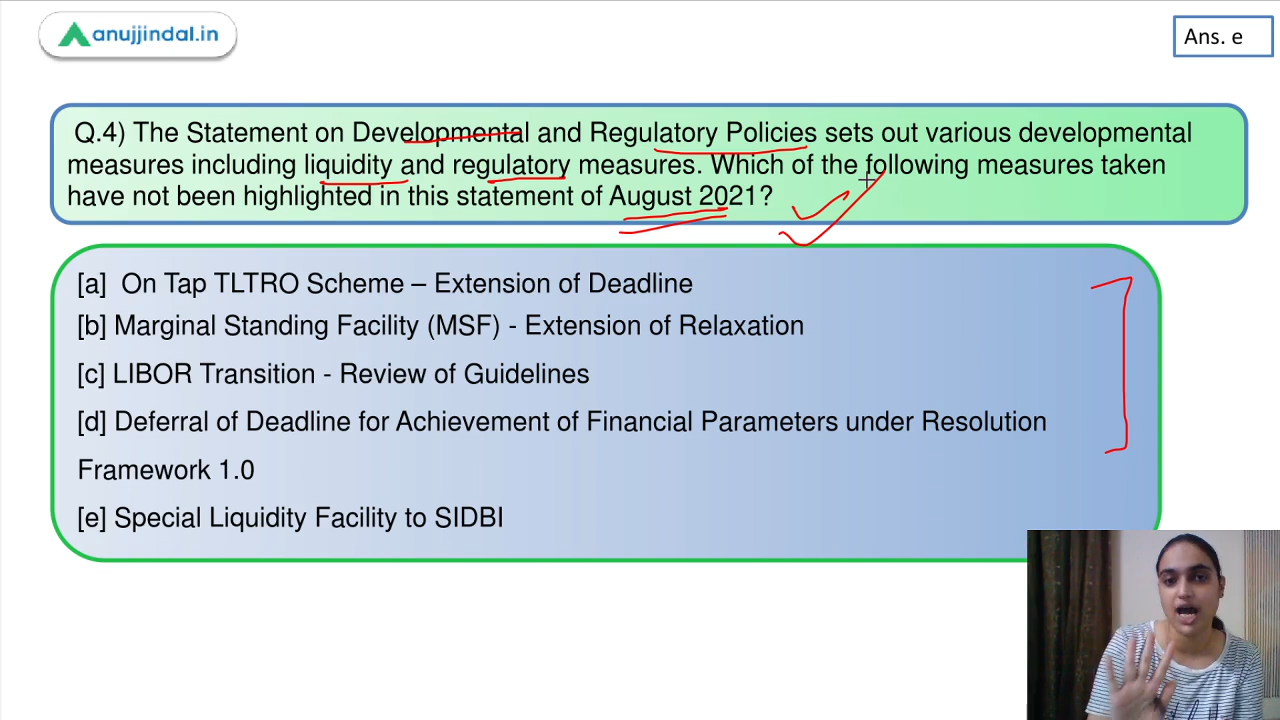 anujjindal.in
Ans. e
Q.4) The Statement on Developmental and Regulatory Policies sets out various developmental
measures including liquidity and regulatory measures. Which of the following measures taken
have not been highlighted in this statement of August 2021?
[a] On Tap TLTRO Scheme – Extension of Deadline
[b] Marginal Standing Facility (MSF) - Extension of Relaxation
[c] LIBOR Transition - Review of Guidelines
[d] Deferral of Deadline for Achievement of Financial Parameters under Resolution
Framework 1.0
[e] Special Liquidity Facility to SIDBI